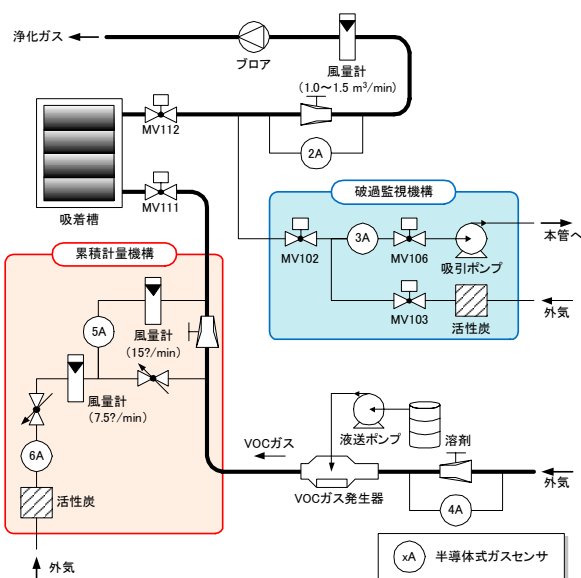 浄化ガス
ブロア
風量計
(1.0～1.5 m³/min)
MV112
2A
吸着槽
MV111
破過監視機構
MV102
3A
MV106
吸引ポンプ
本管へ
MV103
活性炭
外気
累積計量機構
5A
風量計
(15?/min)
風量計
(7.5?/min)
6A
活性炭
外気
VOCガス
液送ポンプ
溶剤
VOCガス発生器
4A
外気
xA 半導体式ガスセンサ